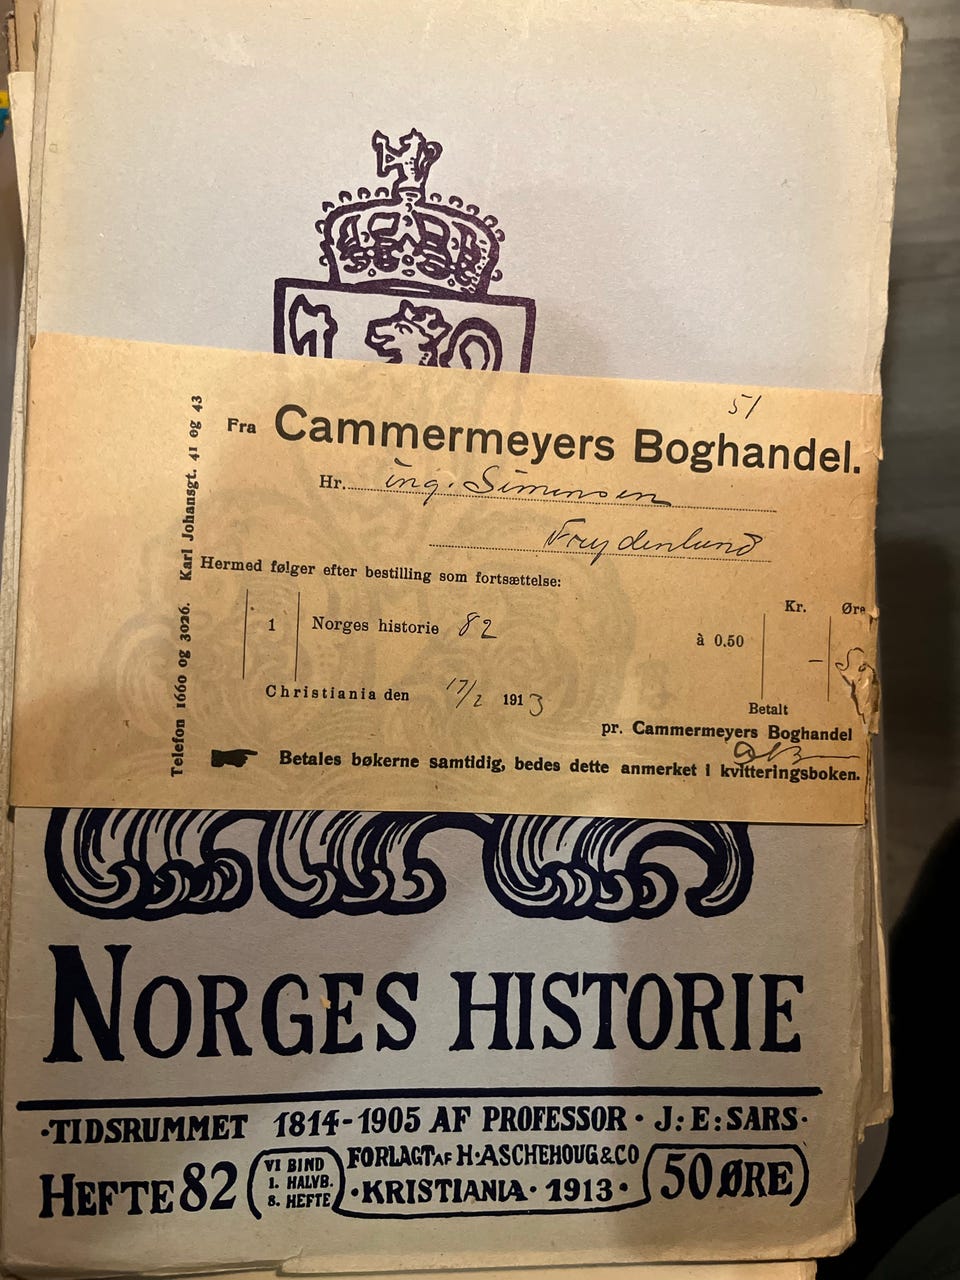 51
Fra Cammermeyers Boghandel.
Hr. ing. Simensen
Frydenlund
Hermed følger efter bestilling som fortsættelse:
Kr. Øre
1 Norges historie 82 à 0.50 – 50
Christiania den 17/2 1913
Betalt
pr. Cammermeyers Boghandel
Betales bøkerne samtidig, bedes dette anmerket i kvitteringsboken.
Telefon 1660 og 3026. Karl Johansgt. 41 og 43
NORGES HISTORIE
·TIDSRUMMET 1814-1905 AF PROFESSOR · J:E:SARS·
HEFTE 82
VI BIND
1. HALVB.
8. HEFTE
FORLAGT AF H·ASCHEHOUG & CO
·KRISTIANIA· 1913·
50 ØRE